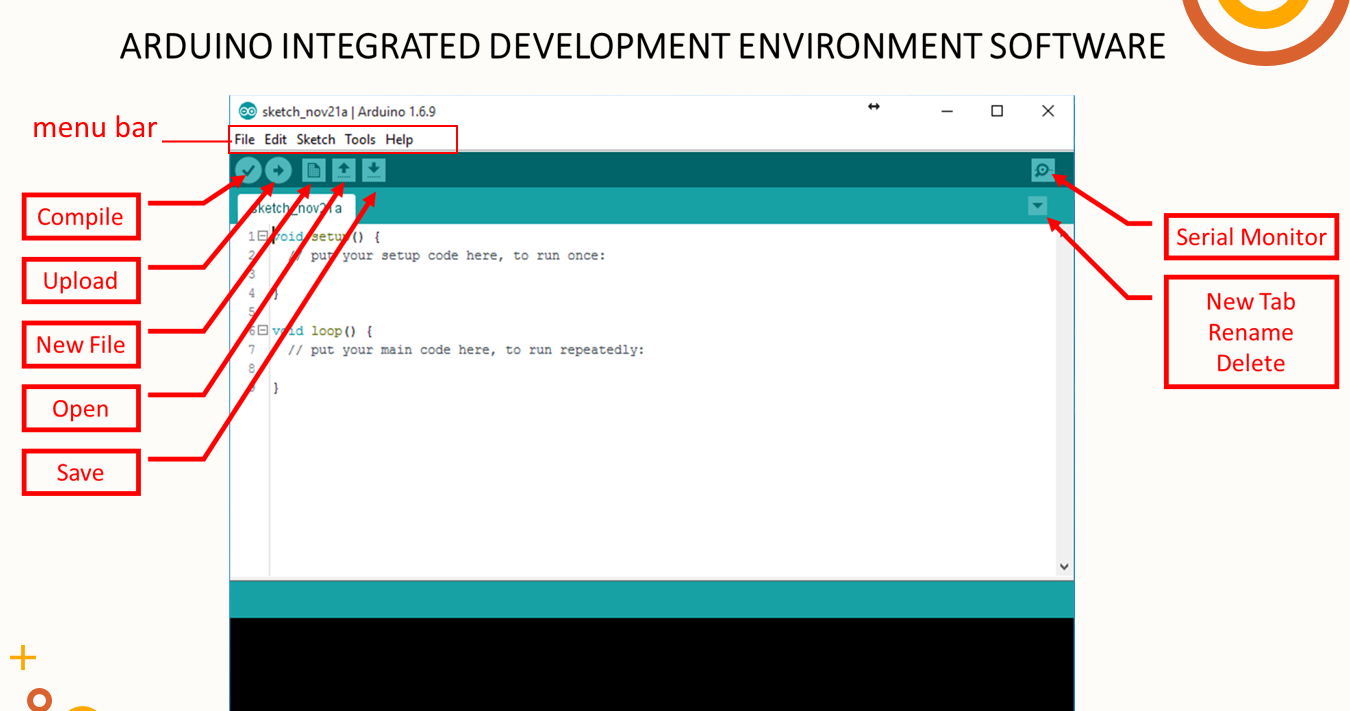 ARDUINO INTEGRATED DEVELOPMENT ENVIRONMENT SOFTWARE
sketch_nov21a | Arduino 1.6.9
menu bar
File Edit Sketch Tools Help
Compile
Upload
New File
Open
Save
sketch_nov21a
1 void setup() {
2 // put your setup code here, to run once:
3
4 }
5
6 void loop() {
7 // put your main code here, to run repeatedly:
8
9 }
Serial Monitor
New Tab
Rename
Delete